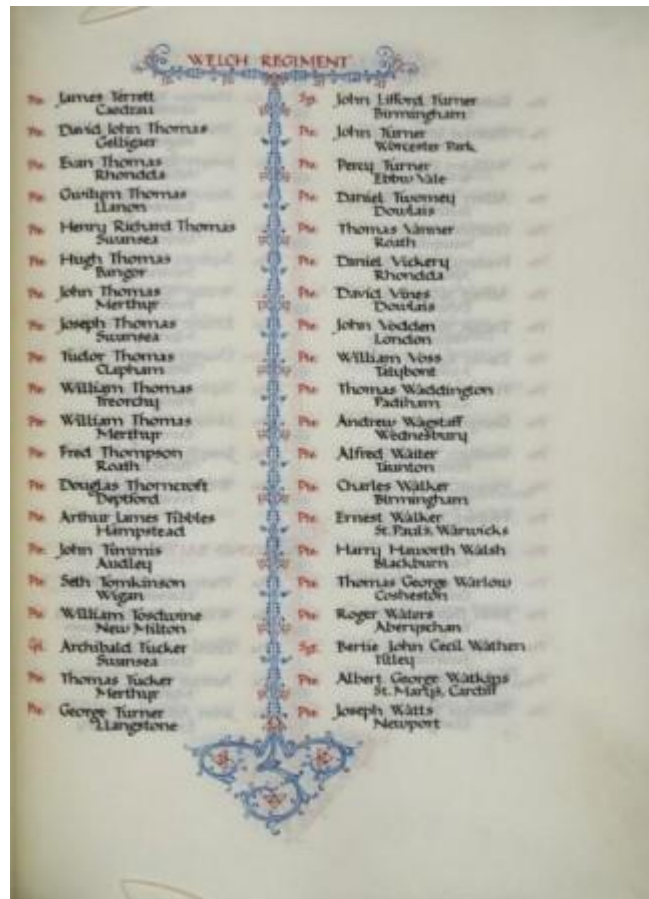 WELCH REGIMENT
Pte. James Terrett
Caedrau
Pte. David John Thomas
Gelligaer
Pte. Evan Thomas
Rhondda
Pte. Gwilym Thomas
Llanon
Pte. Henry Richard Thomas
Swansea
Pte. Hugh Thomas
Bangor
Pte. John Thomas
Merthyr
Pte. Joseph Thomas
Swansea
Pte. Tudor Thomas
Clapham
Pte. William Thomas
Treorchy
Pte. William Thomas
Merthyr
Pte. Fred Thompson
Roath
Pte. Douglas Thorncroft
Deptford
Pte. Arthur James Tibbles
Hampstead
Pte. John Timmis
Audley
Pte. Seth Tomkinson
Wigan
Pte. William Tosdwine
New Milton
Cpl. Archibald Tucker
Swansea
Pte. Thomas Tucker
Merthyr
Pte. George Turner
Llangstone
Sgt. John Lifford Turner
Birmingham
Pte. John Turner
Worcester Park
Pte. Percy Turner
Ebbw Vale
Pte. Daniel Twomey
Dowlais
Pte. Thomas Vanner
Roath
Pte. Daniel Vickery
Rhondda
Pte. David Vines
Dowlais
Pte. John Vodden
London
Pte. William Voss
Talybont
Pte. Thomas Waddington
Padiham
Pte. Andrew Wagstaff
Wednesbury
Pte. Alfred Waiter
Taunton
Pte. Charles Walker
Birmingham
Pte. Ernest Walker
St. Paul's, Warwicks
Pte. Harry Haworth Walsh
Blackburn
Pte. Thomas George Warlow
Cosheston
Pte. Roger Waters
Abersychan
Sgt. Bertie John Cecil Wathen
Tilley
Pte. Albert George Watkins
St. Mary's, Cardiff
Pte. Joseph Watts
Newport